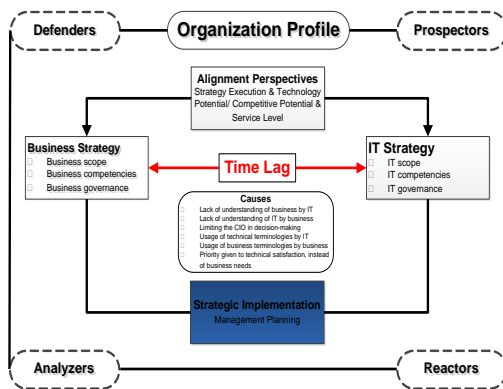 Defenders
Organization Profile
Prospectors
Alignment Perspectives
Strategy Execution & Technology
Potential/ Competitive Potential &
Service Level
Business Strategy
Business scope
Business competencies
Business governance
Time Lag
IT Strategy
IT scope
IT competencies
IT governance
Causes
Lack of understanding of business by IT
Lack of understanding of IT by business
Limiting the CIO in decision-making
Usage of technical terminologies by IT
Usage of business terminologies by business
Priority given to technical satisfaction, instead
of business needs
Strategic Implementation
Management Planning
Analyzers
Reactors